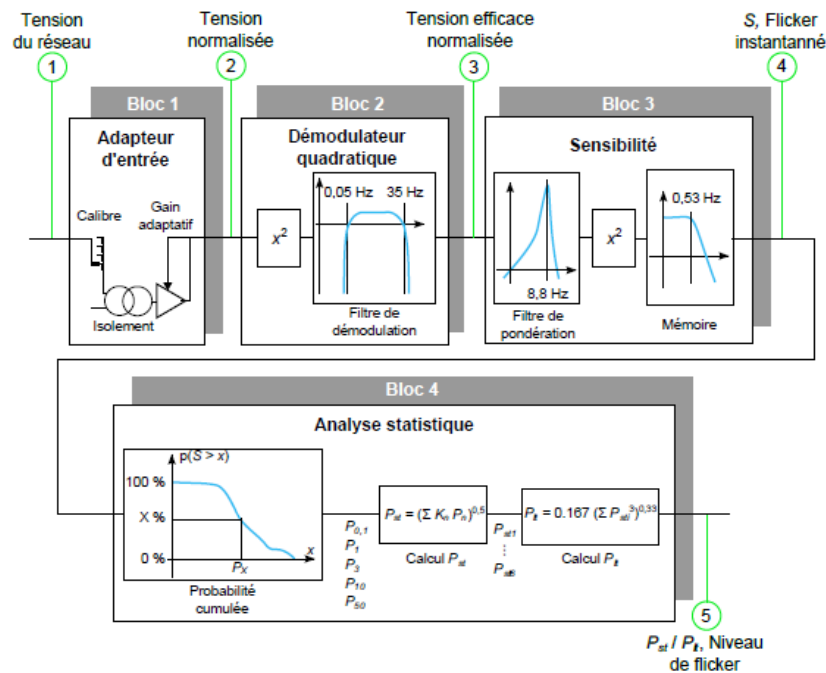 Tension
du réseau
1
Tension
normalisée
2
Tension efficace
normalisée
3
S, Flicker
instantanné
4
Bloc 1
Adapteur
d'entrée
Calibre
Gain
adaptatif
Isolement
Bloc 2
Démodulateur
quadratique
x²
0,05 Hz
35 Hz
Filtre de
démodulation
Bloc 3
Sensibilité
8,8 Hz
Filtre de
pondération
x²
0,53 Hz
Mémoire
Bloc 4
Analyse statistique
p(S > x)
100 %
X %
0 %
Px
x
Probabilité
cumulée
P0,1
P1
P3
P10
P50
Pst = (Σ Kn Pn)^0,5
Calcul Pst
Pst1
⋮
Pst6
Plt = 0.167 (Σ Psti^3)^0,33
Calcul Plt
5
Pst / Plt, Niveau
de flicker